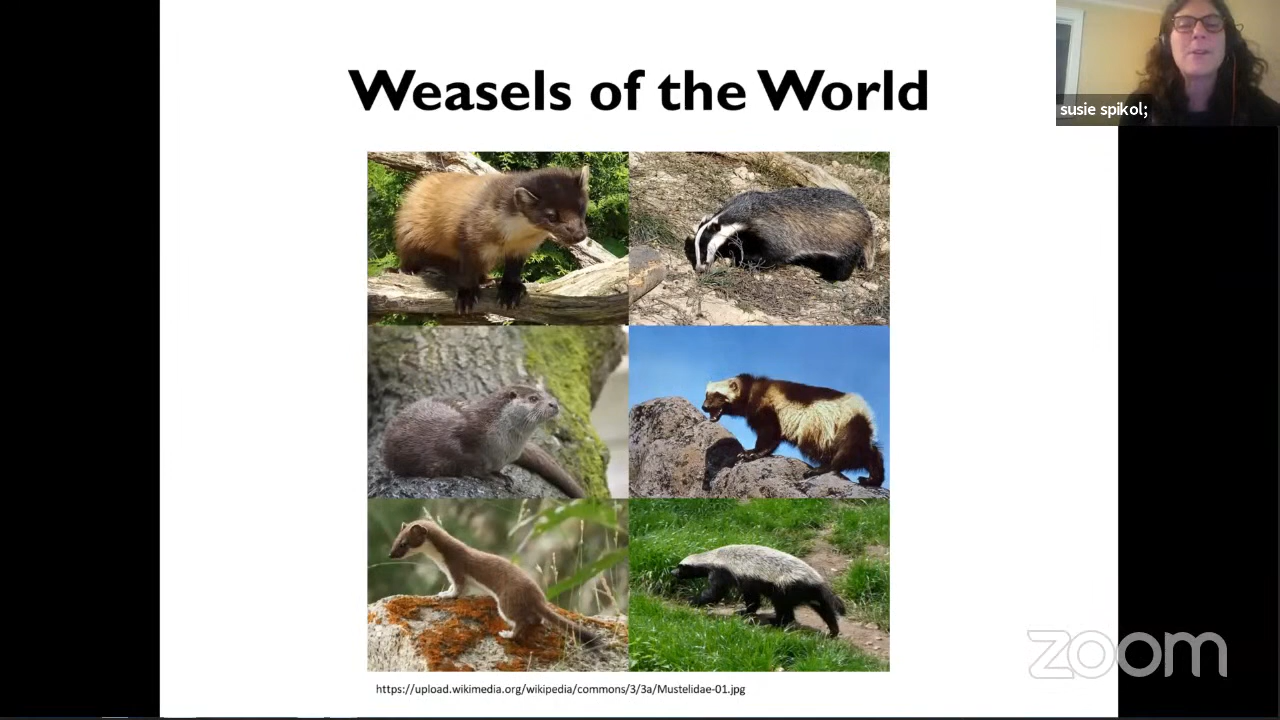 Weasels of the World
susie spikol;
https://upload.wikimedia.org/wikipedia/commons/3/3a/Mustelidae-01.jpg
zoom